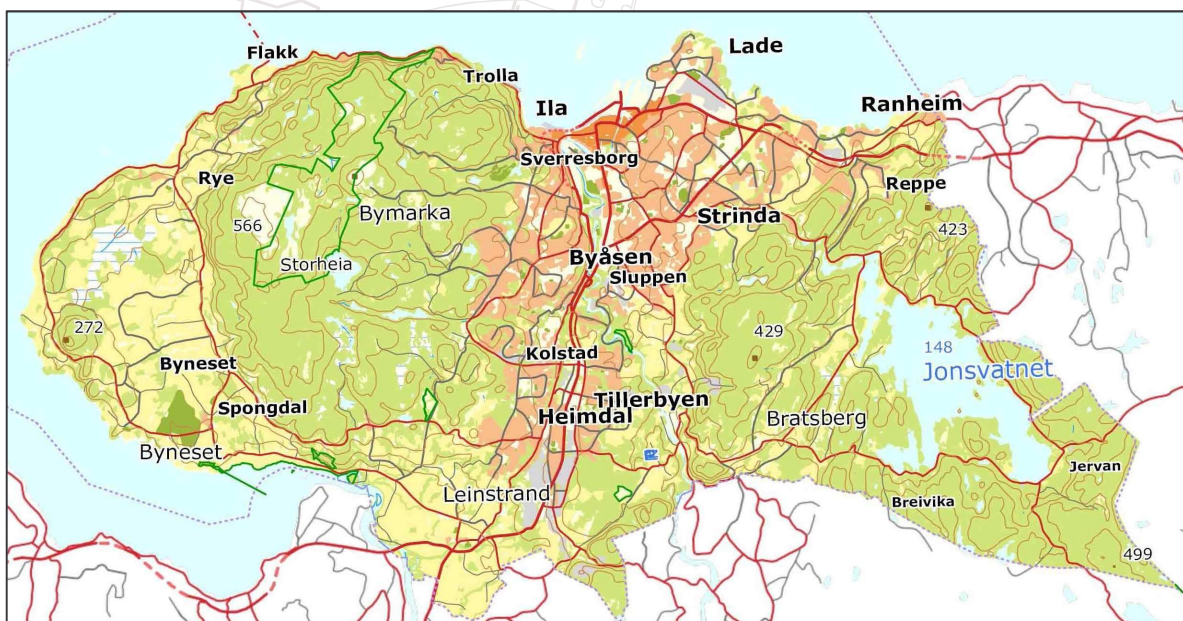 Lade
Flakk
Trolla
Ila
Ranheim
Sverresborg
Rye
Reppe
Bymarka
Strinda
566
423
Byåsen
Storheia
Sluppen
272
429
148
Jonsvatnet
Kolstad
Byneset
Tillerbyen
Spongdal
Heimdal
Bratsberg
Byneset
Jervan
Leinstrand
Breivika
499